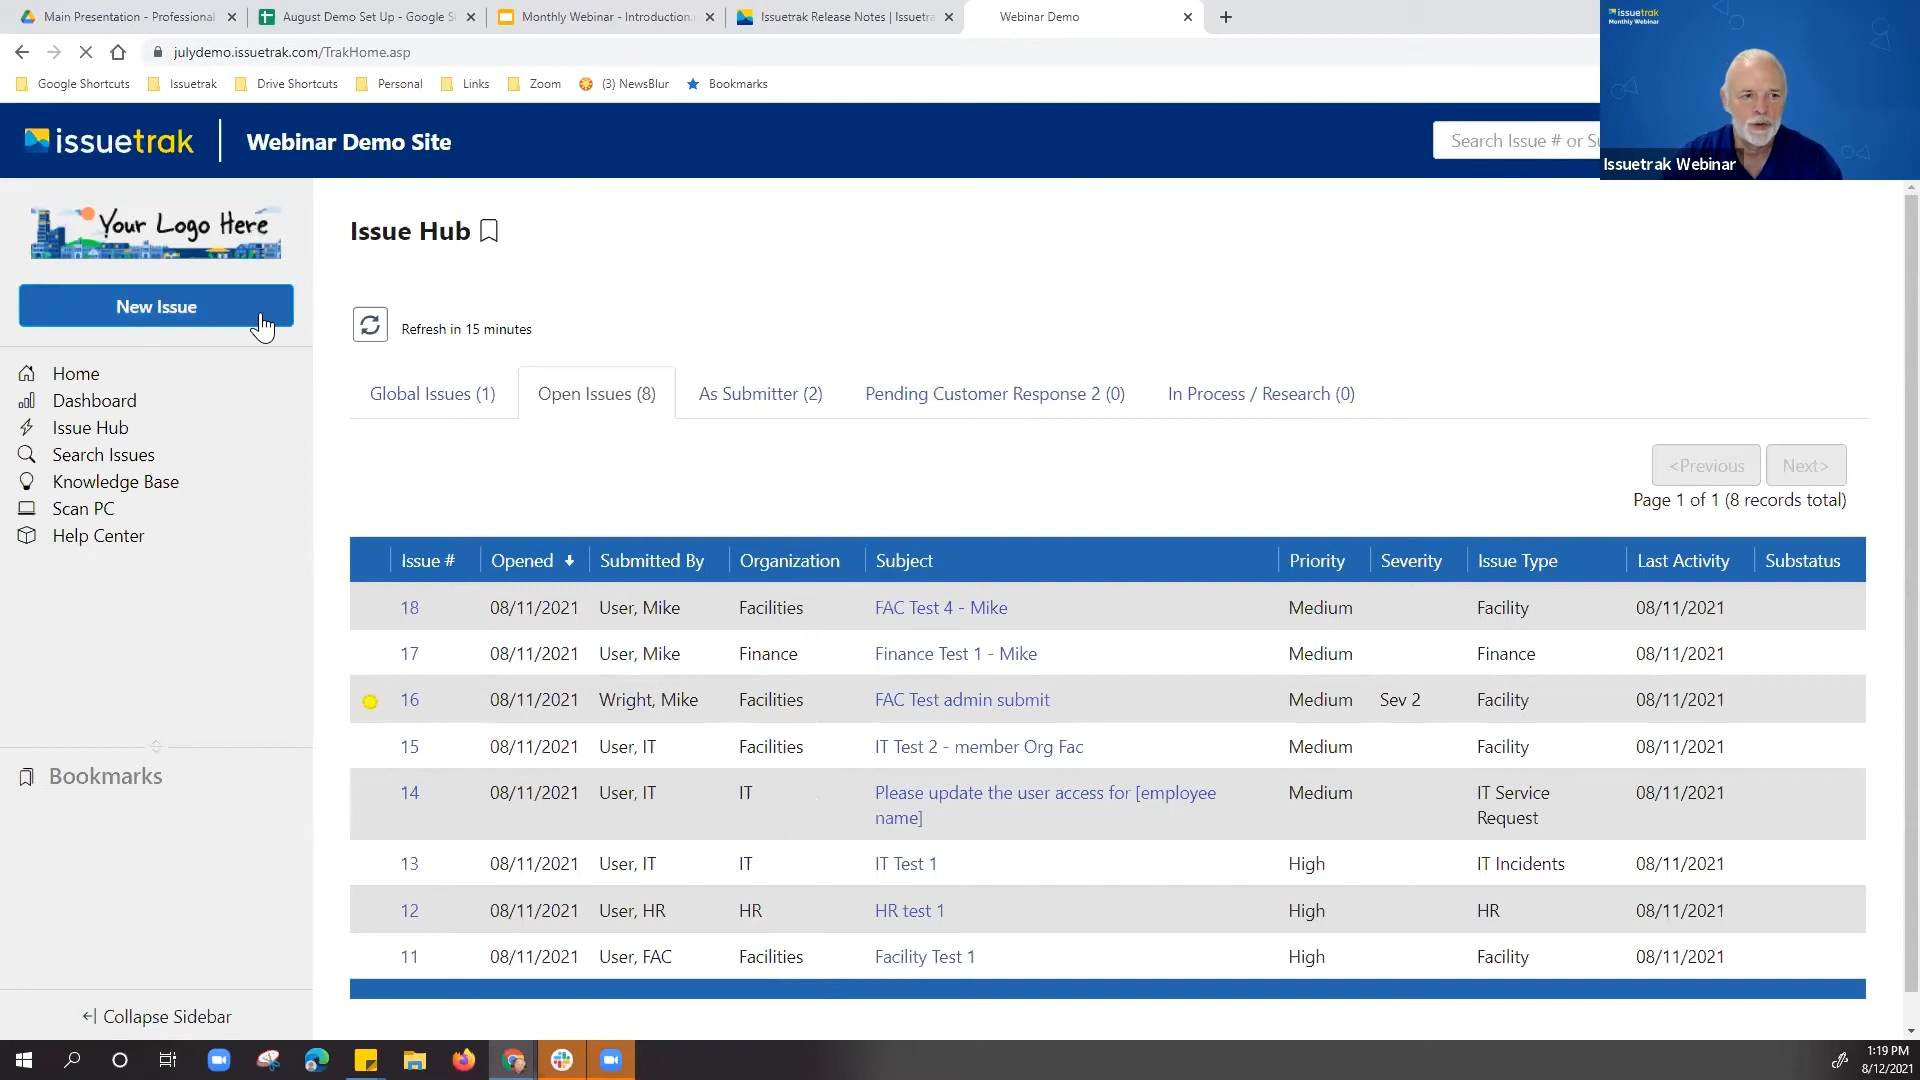 Main Presentation - Professional
August Demo Set Up - Google S
Monthly Webinar - Introduction.
Issuetrak Release Notes | Issuetra
Webinar Demo
julydemo.issuetrak.com/TrakHome.asp
Google Shortcuts
Issuetrak
Drive Shortcuts
Personal
Links
Zoom
(3) NewsBlur
Bookmarks
issuetrak
Monthly Webinar
Issuetrak Webinar
issuetrak
Webinar Demo Site
Search Issue # or Su
Your Logo Here
New Issue
Home
Dashboard
Issue Hub
Search Issues
Knowledge Base
Scan PC
Help Center
Bookmarks
Collapse Sidebar
Issue Hub
Refresh in 15 minutes
Global Issues (1) Open Issues (8) As Submitter (2) Pending Customer Response 2 (0) In Process / Research (0)
<Previous Next>
Page 1 of 1 (8 records total)
Issue # Opened Submitted By Organization Subject Priority Severity Issue Type Last Activity Substatus
18 08/11/2021 User, Mike Facilities FAC Test 4 - Mike Medium Facility 08/11/2021
17 08/11/2021 User, Mike Finance Finance Test 1 - Mike Medium Finance 08/11/2021
16 08/11/2021 Wright, Mike Facilities FAC Test admin submit Medium Sev 2 Facility 08/11/2021
15 08/11/2021 User, IT Facilities IT Test 2 - member Org Fac Medium Facility 08/11/2021
14 08/11/2021 User, IT IT Please update the user access for [employee Medium IT Service 08/11/2021
name] Request
13 08/11/2021 User, IT IT IT Test 1 High IT Incidents 08/11/2021
12 08/11/2021 User, HR HR HR test 1 High HR 08/11/2021
11 08/11/2021 User, FAC Facilities Facility Test 1 High Facility 08/11/2021
1:19 PM
8/12/2021